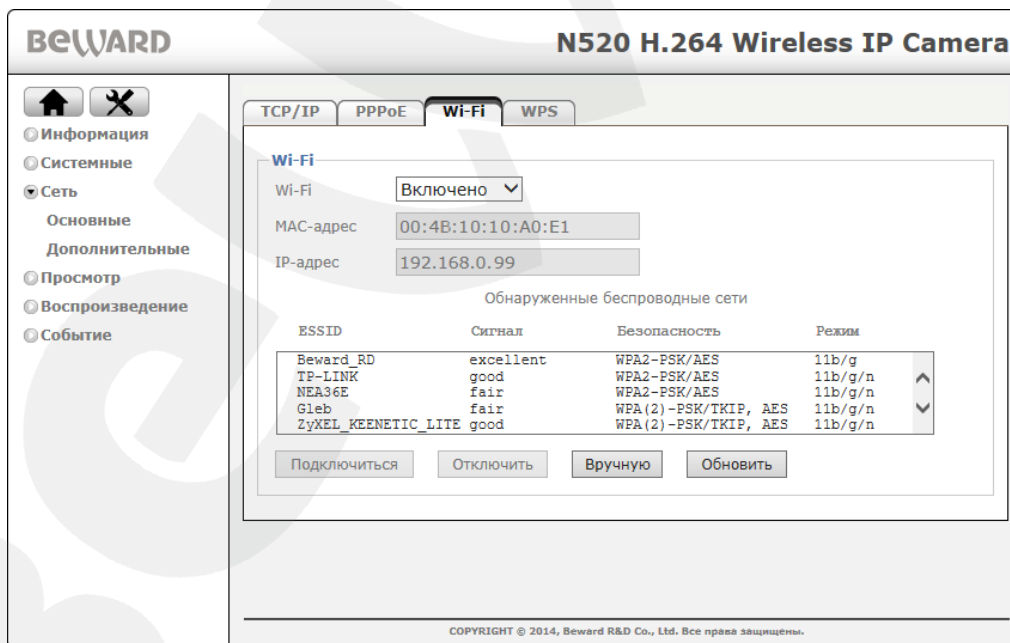 BEWARD
N520 H.264 Wireless IP Camera
Информация
Системные
Сеть
Основные
Дополнительные
Просмотр
Воспроизведение
Событие
TCP/IP PPPoE Wi-Fi WPS
Wi-Fi
Wi-Fi Включено
MAC-адрес 00:4B:10:10:A0:E1
IP-адрес 192.168.0.99
Обнаруженные беспроводные сети
ESSID Сигнал Безопасность Режим
Beward_RD excellent WPA2-PSK/AES 11b/g
TP-LINK good WPA2-PSK/AES 11b/g/n
NEA36E fair WPA2-PSK/AES 11b/g/n
Gleb fair WPA(2)-PSK/TKIP, AES 11b/g/n
ZyXEL_KEENETIC_LITE good WPA(2)-PSK/TKIP, AES 11b/g/n
Подключиться Отключить Вручную Обновить
COPYRIGHT © 2014, Beward R&D Co., Ltd. Все права защищены.